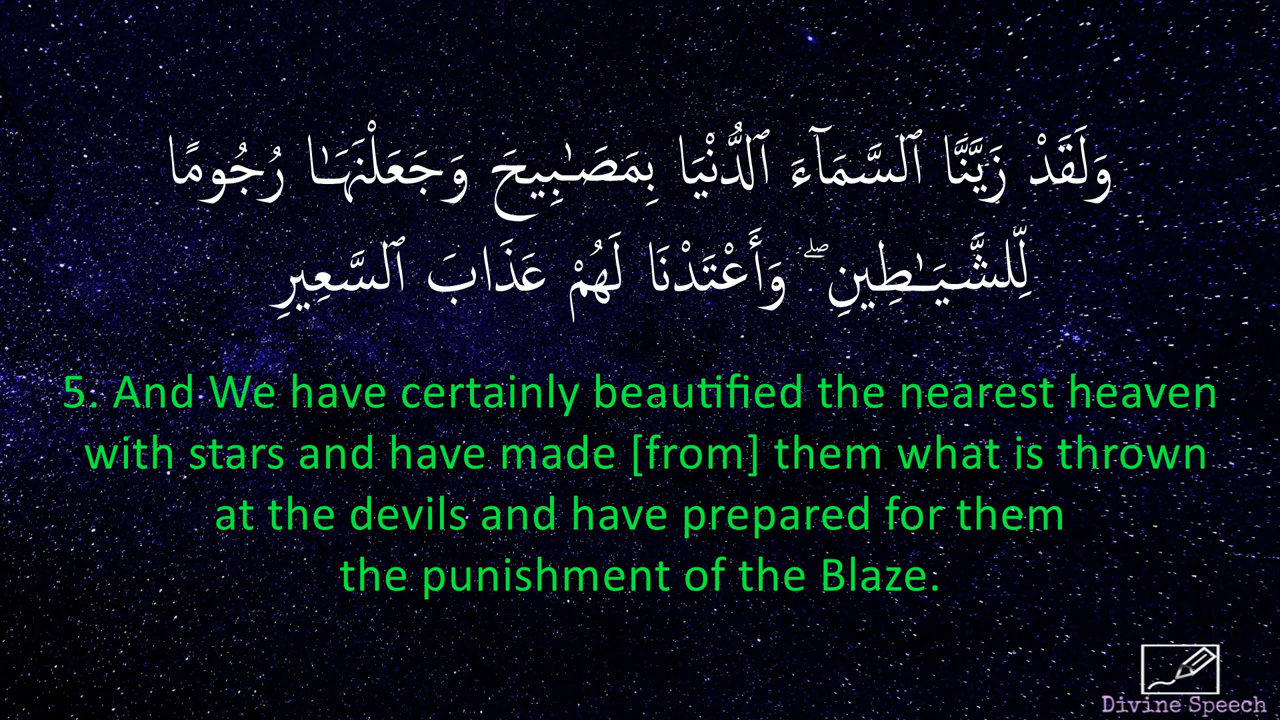 وَلَقَدْ زَيَّنَّا ٱلسَّمَآءَ ٱلدُّنْيَا بِمَصَـٰبِيحَ وَجَعَلْنَـٰهَا رُجُومًا
لِّلشَّيَـٰطِينِ ۖ وَأَعْتَدْنَا لَهُمْ عَذَابَ ٱلسَّعِيرِ
5. And We have certainly beautified the nearest heaven
with stars and have made [from] them what is thrown
at the devils and have prepared for them
the punishment of the Blaze.
Divine Speech